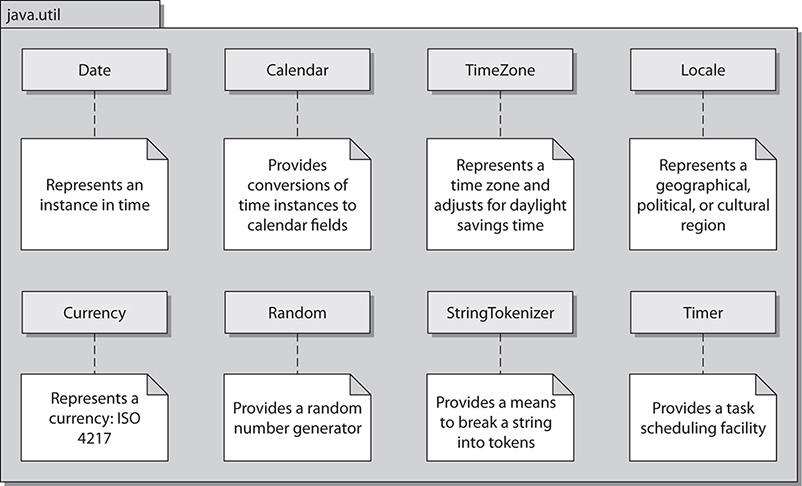 java.util
Date
Calendar
TimeZone
Locale
Represents an
instance in time
Provides
conversions of
time instances to
calendar fields
Represents a
time zone and
adjusts for daylight
savings time
Represents a
geographical,
political, or cultural
region
Currency
Random
StringTokenizer
Timer
Represents a
currency: ISO
4217
Provides a random
number generator
Provides a means
to break a string
into tokens
Provides a task
scheduling facility